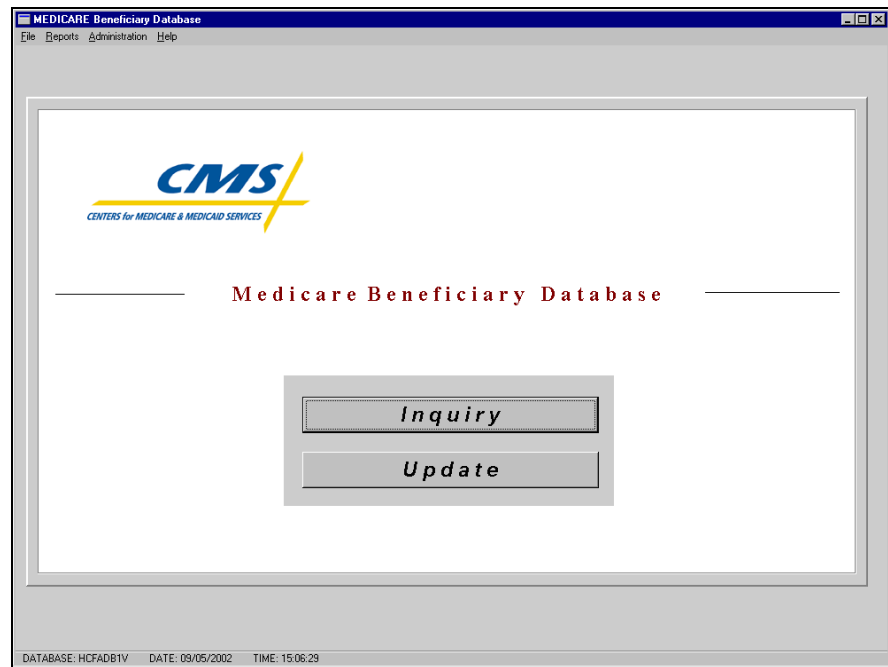 MEDICARE Beneficiary Database
File Reports Administration Help
CMS
CENTERS for MEDICARE & MEDICAID SERVICES
Medicare Beneficiary Database
Inquiry
Update
DATABASE: HCFADB1V DATE: 09/05/2002 TIME: 15:06:29